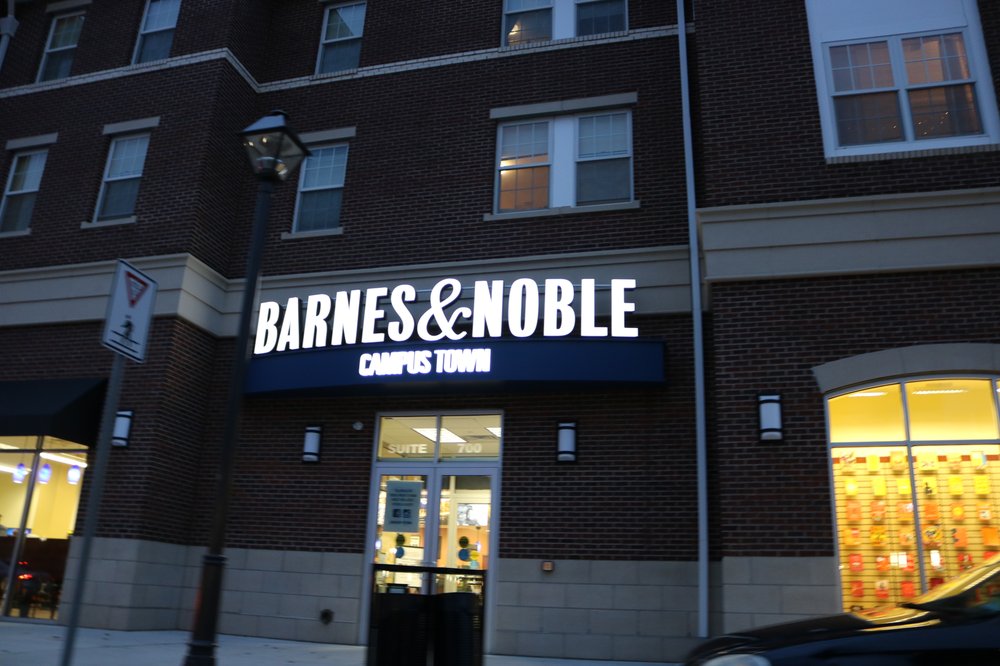 BARNES & NOBLE
CAMPUS TOWN
SUITE 700